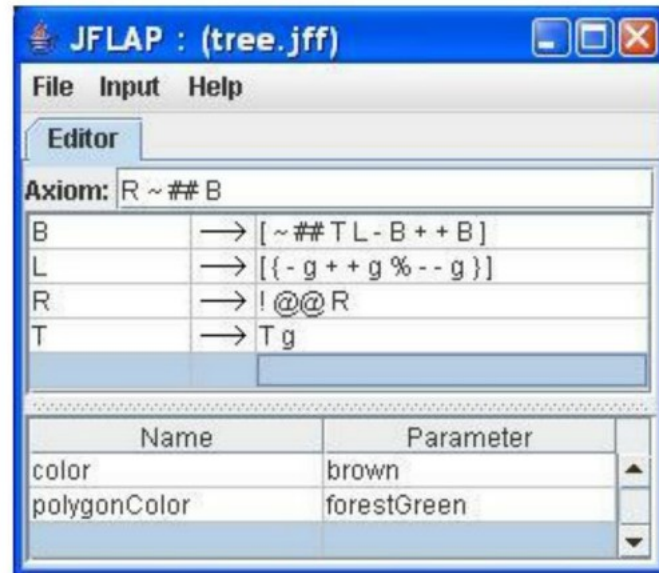 JFLAP : (tree.jff)
File Input Help
Editor
Axiom: R ~ ## B
B → [ ~ ## T L - B + + B ]
L → [ { - g + + g % - - g } ]
R → ! @@ R
T → T g
Name Parameter
color brown
polygonColor forestGreen